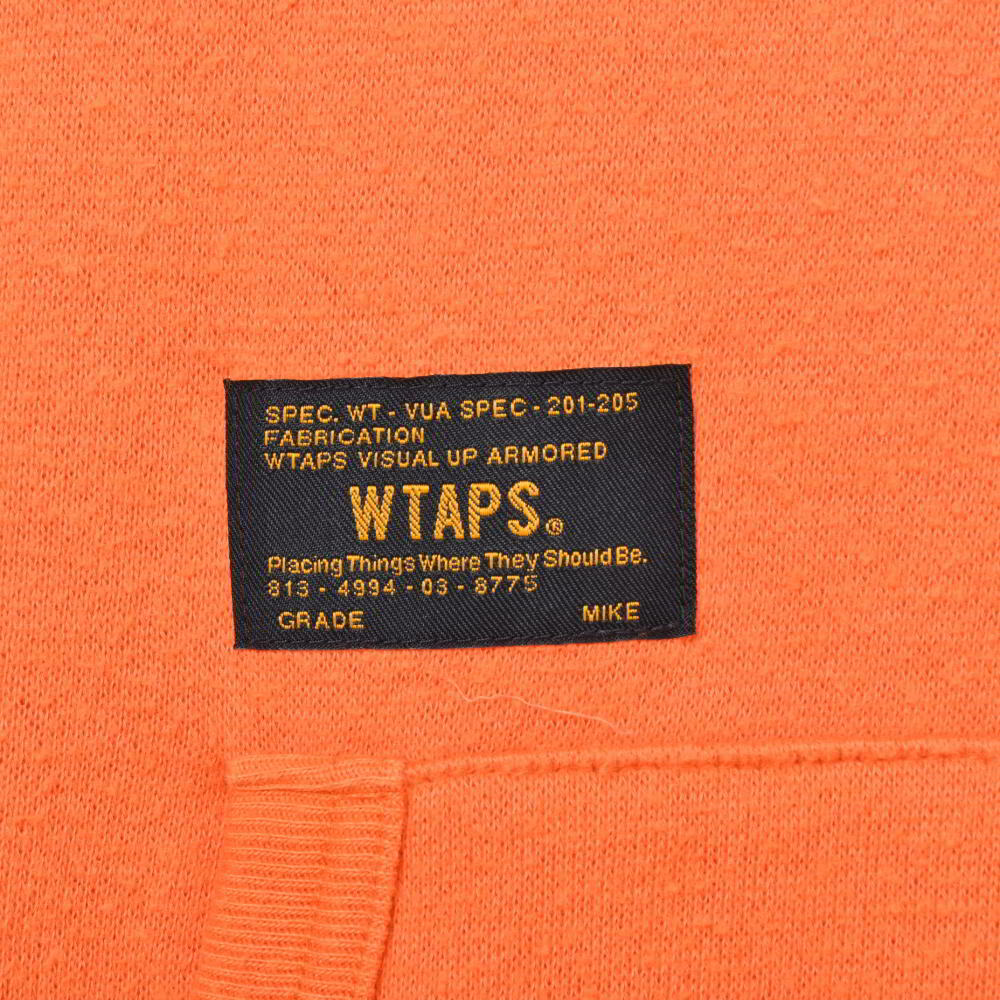 SPEC. WT - VUA SPEC - 201-205
FABRICATION
WTAPS VISUAL UP ARMORED
WTAPS.®
Placing Things Where They Should Be.
813 - 4994 - 03 - 8775
GRADE MIKE